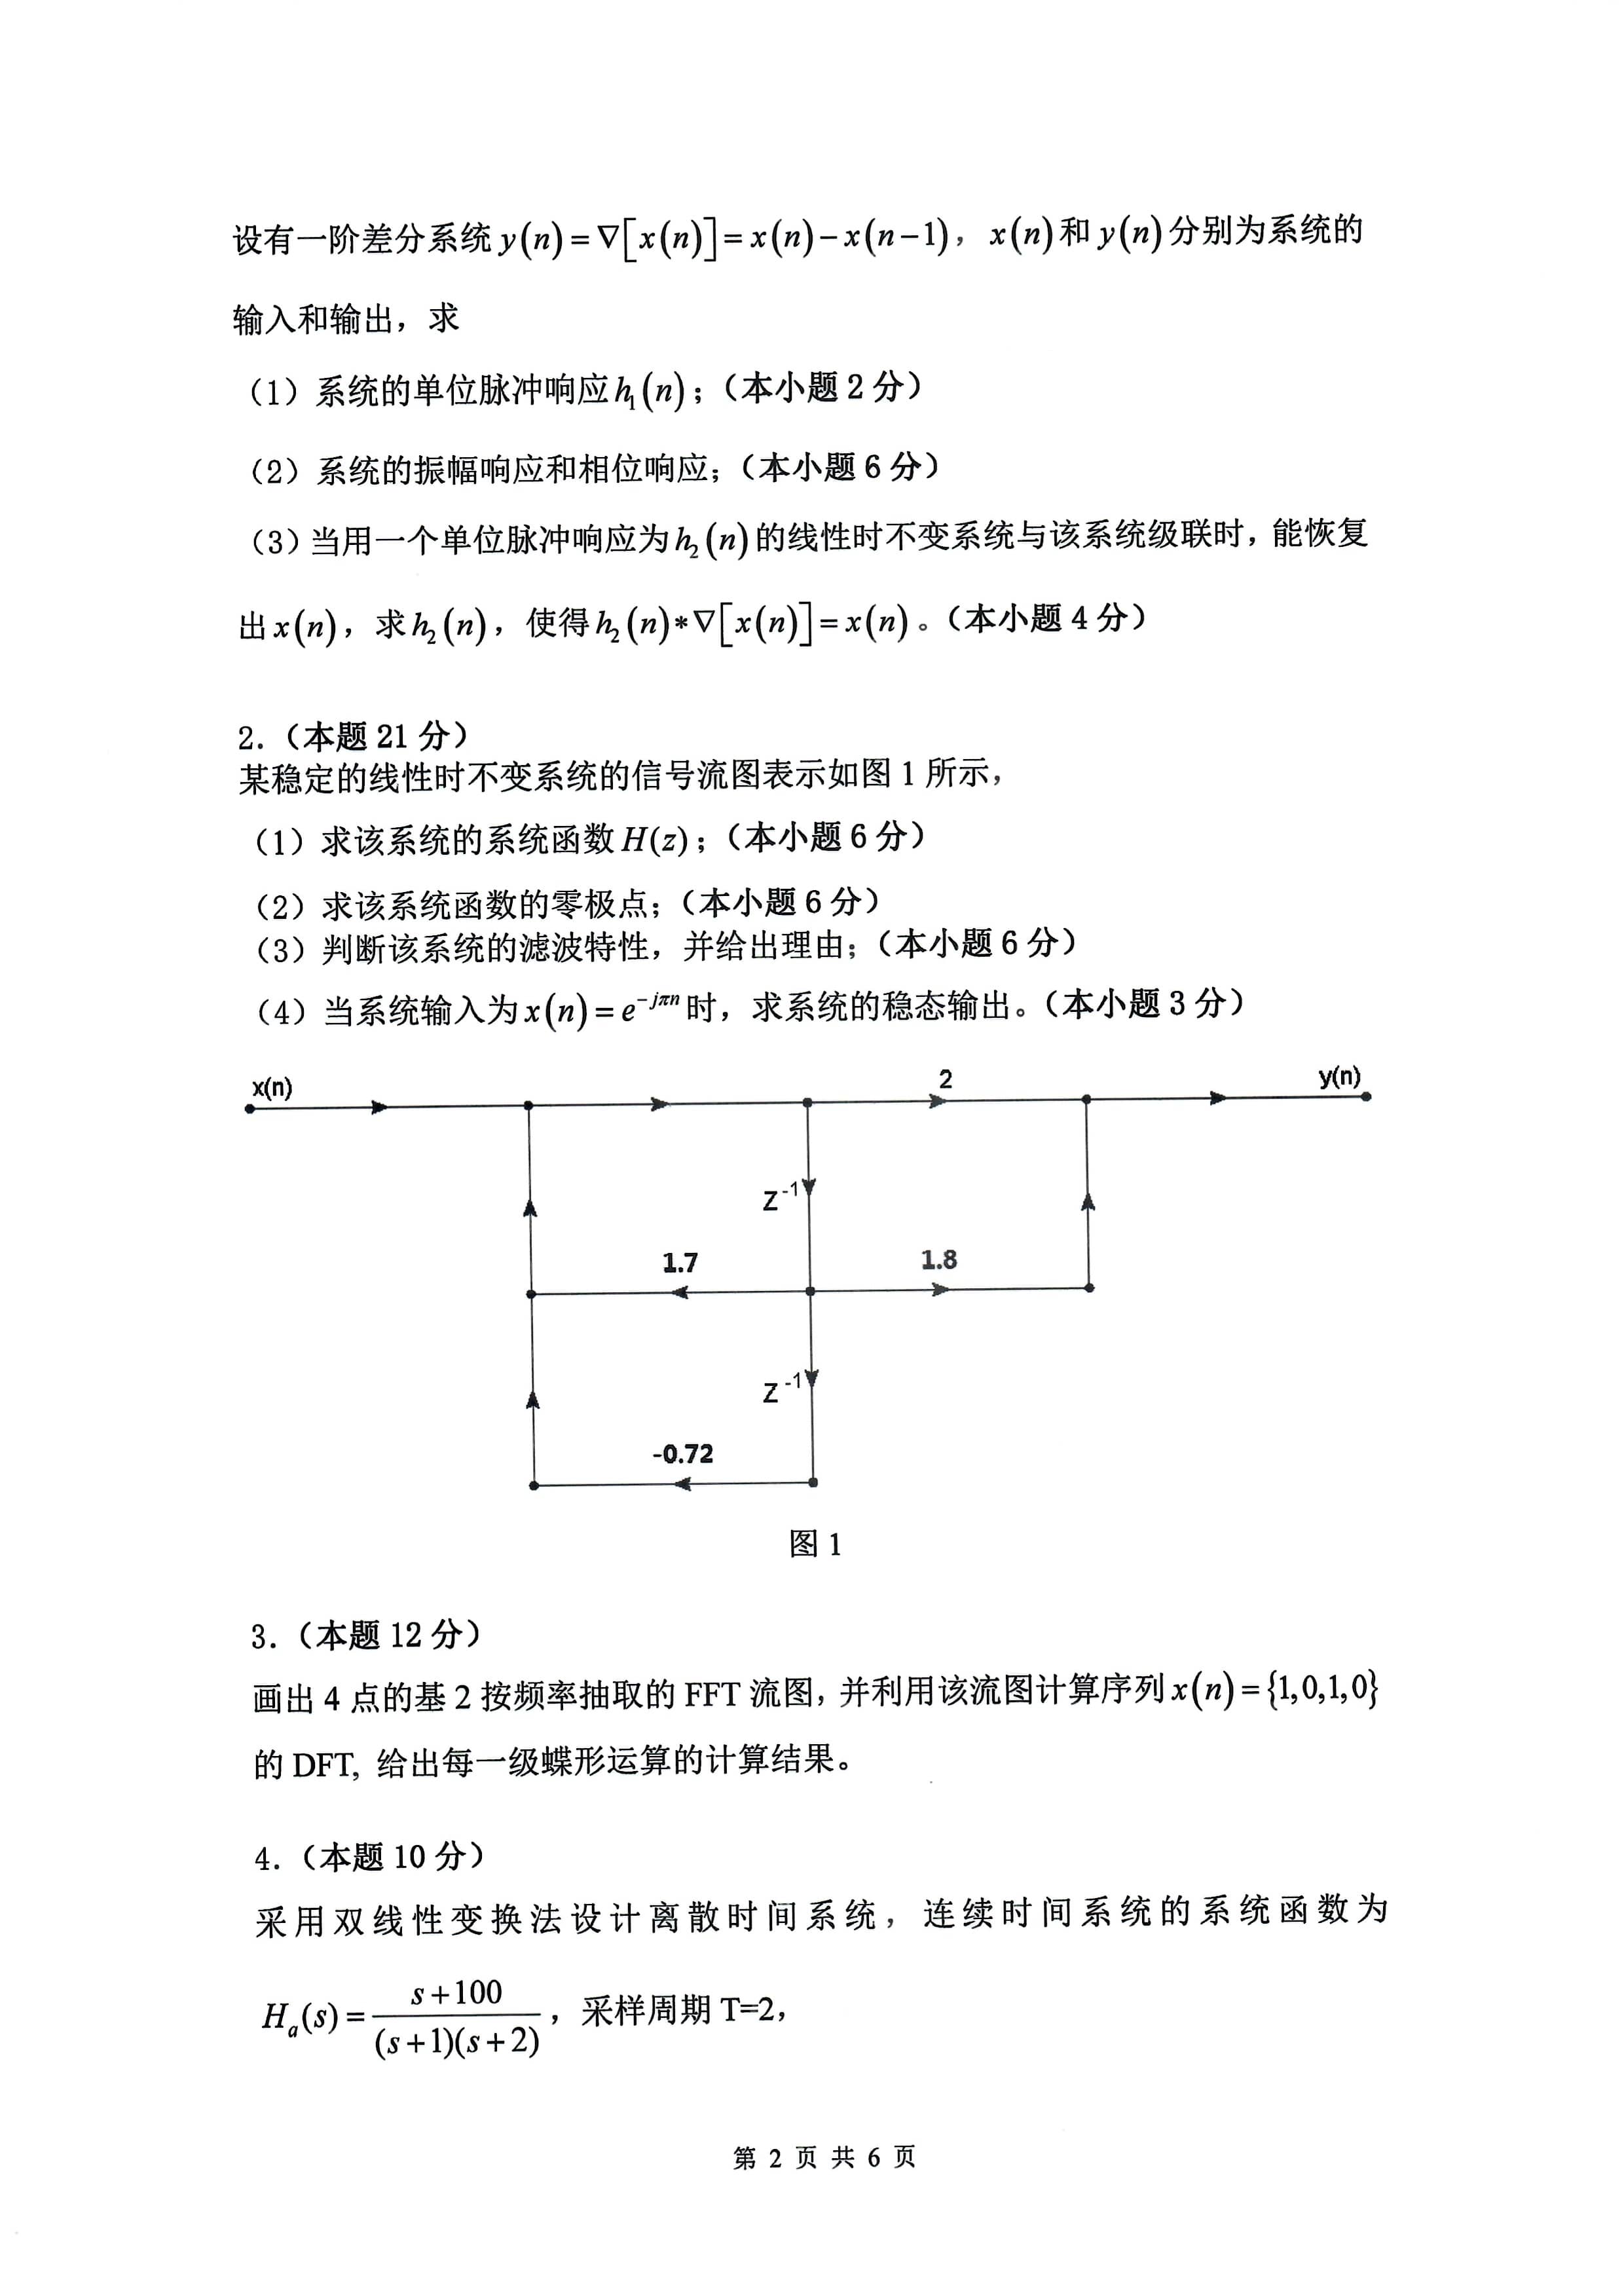 设有一阶差分系统 y(n)=∇[x(n)]=x(n)−x(n−1)，x(n)和 y(n)分别为系统的
输入和输出，求
（1）系统的单位脉冲响应 h₁(n)；（本小题 2 分）
（2）系统的振幅响应和相位响应；（本小题 6 分）
（3）当用一个单位脉冲响应为 h₂(n)的线性时不变系统与该系统级联时，能恢复
出 x(n)，求 h₂(n)，使得 h₂(n)*∇[x(n)]=x(n)。（本小题 4 分）
2.（本题 21 分）
某稳定的线性时不变系统的信号流图表示如图 1 所示，
（1）求该系统的系统函数 H(z)；（本小题 6 分）
（2）求该系统函数的零极点；（本小题 6 分）
（3）判断该系统的滤波特性，并给出理由；（本小题 6 分）
（4）当系统输入为 x(n)=e^{-jπn} 时，求系统的稳态输出。（本小题 3 分）
x(n) 2 y(n)
Z⁻¹
1.7 1.8
Z⁻¹
-0.72
图 1
3.（本题 12 分）
画出 4 点的基 2 按频率抽取的 FFT 流图，并利用该流图计算序列 x(n)={1,0,1,0}
的 DFT, 给出每一级蝶形运算的计算结果。
4.（本题 10 分）
采用双线性变换法设计离散时间系统，连续时间系统的系统函数为
Hₐ(s)=(s+100)/((s+1)(s+2))，采样周期 T=2，
第 2 页 共 6 页